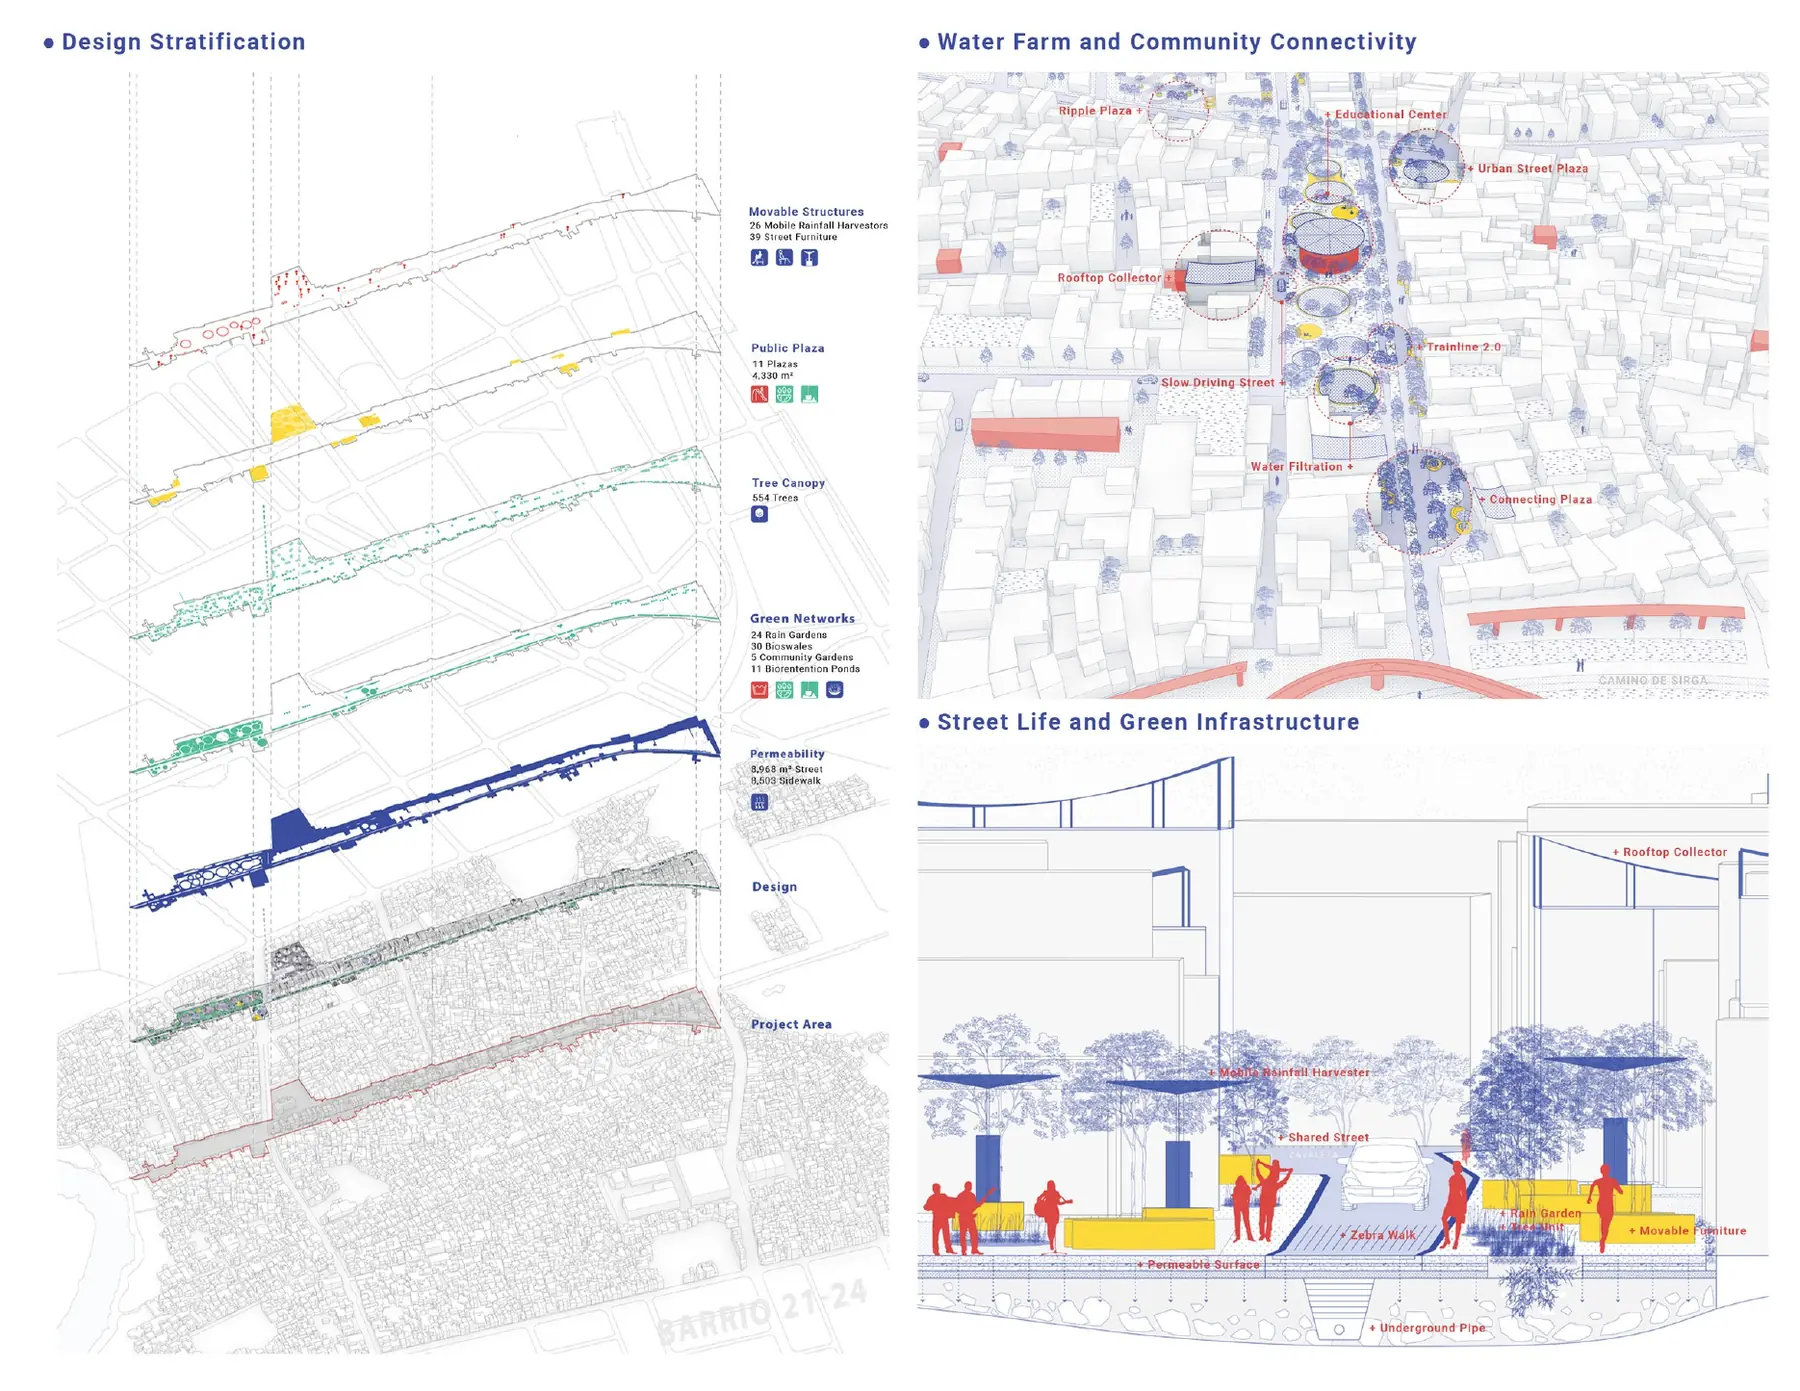 • Design Stratification
Movable Structures
26 Mobile Rainfall Harvestors
39 Street Furniture
Public Plaza
11 Plazas
4,330 m²
Tree Canopy
554 Trees
Green Networks
24 Rain Gardens
30 Bioswales
5 Community Gardens
11 Biorentention Ponds
Permeability
8,968 m² Street
8,503 Sidewalk
Design
Project Area
BARRIO 21-24
• Water Farm and Community Connectivity
Ripple Plaza +
+ Educational Center
+ Urban Street Plaza
Rooftop Collector +
+ Trainline 2.0
Slow Driving Street +
Water Filtration +
+ Connecting Plaza
CAMINO DE SIRGA
• Street Life and Green Infrastructure
+ Rooftop Collector
+ Mobile Rainfall Harvester
+ Shared Street
ZAVALETA
+ Rain Garden
+ Tree Unit
+ Movable Furniture
+ Zebra Walk
+ Permeable Surface
+ Underground Pipe